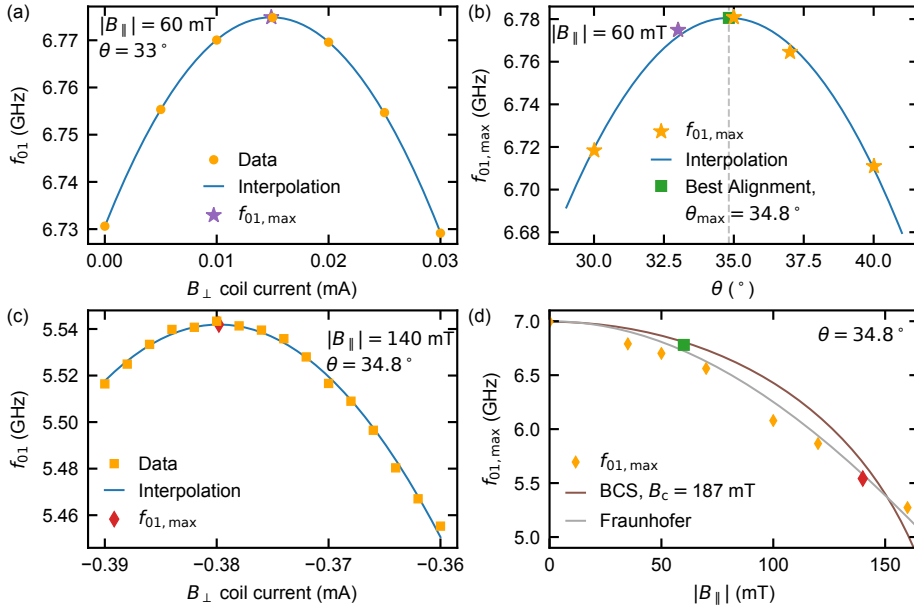 (a)
|B∥| = 60 mT
θ = 33°
6.77
6.76
6.75
6.74
6.73
f₀₁ (GHz)
Data
Interpolation
f₀₁,max
0.00 0.01 0.02 0.03
B⊥ coil current (mA)
(b)
|B∥| = 60 mT
6.78
6.76
6.74
6.72
6.70
6.68
f₀₁,max (GHz)
f₀₁,max
Interpolation
Best Alignment,
θmax = 34.8°
30.0 32.5 35.0 37.5 40.0
θ (°)
(c)
|B∥| = 140 mT
θ = 34.8°
5.54
5.52
5.50
5.48
5.46
f₀₁ (GHz)
Data
Interpolation
f₀₁,max
−0.39 −0.38 −0.37 −0.36
B⊥ coil current (mA)
(d)
θ = 34.8°
7.0
6.5
6.0
5.5
5.0
f₀₁,max (GHz)
f₀₁,max
BCS, Bc = 187 mT
Fraunhofer
0 50 100 150
|B∥| (mT)